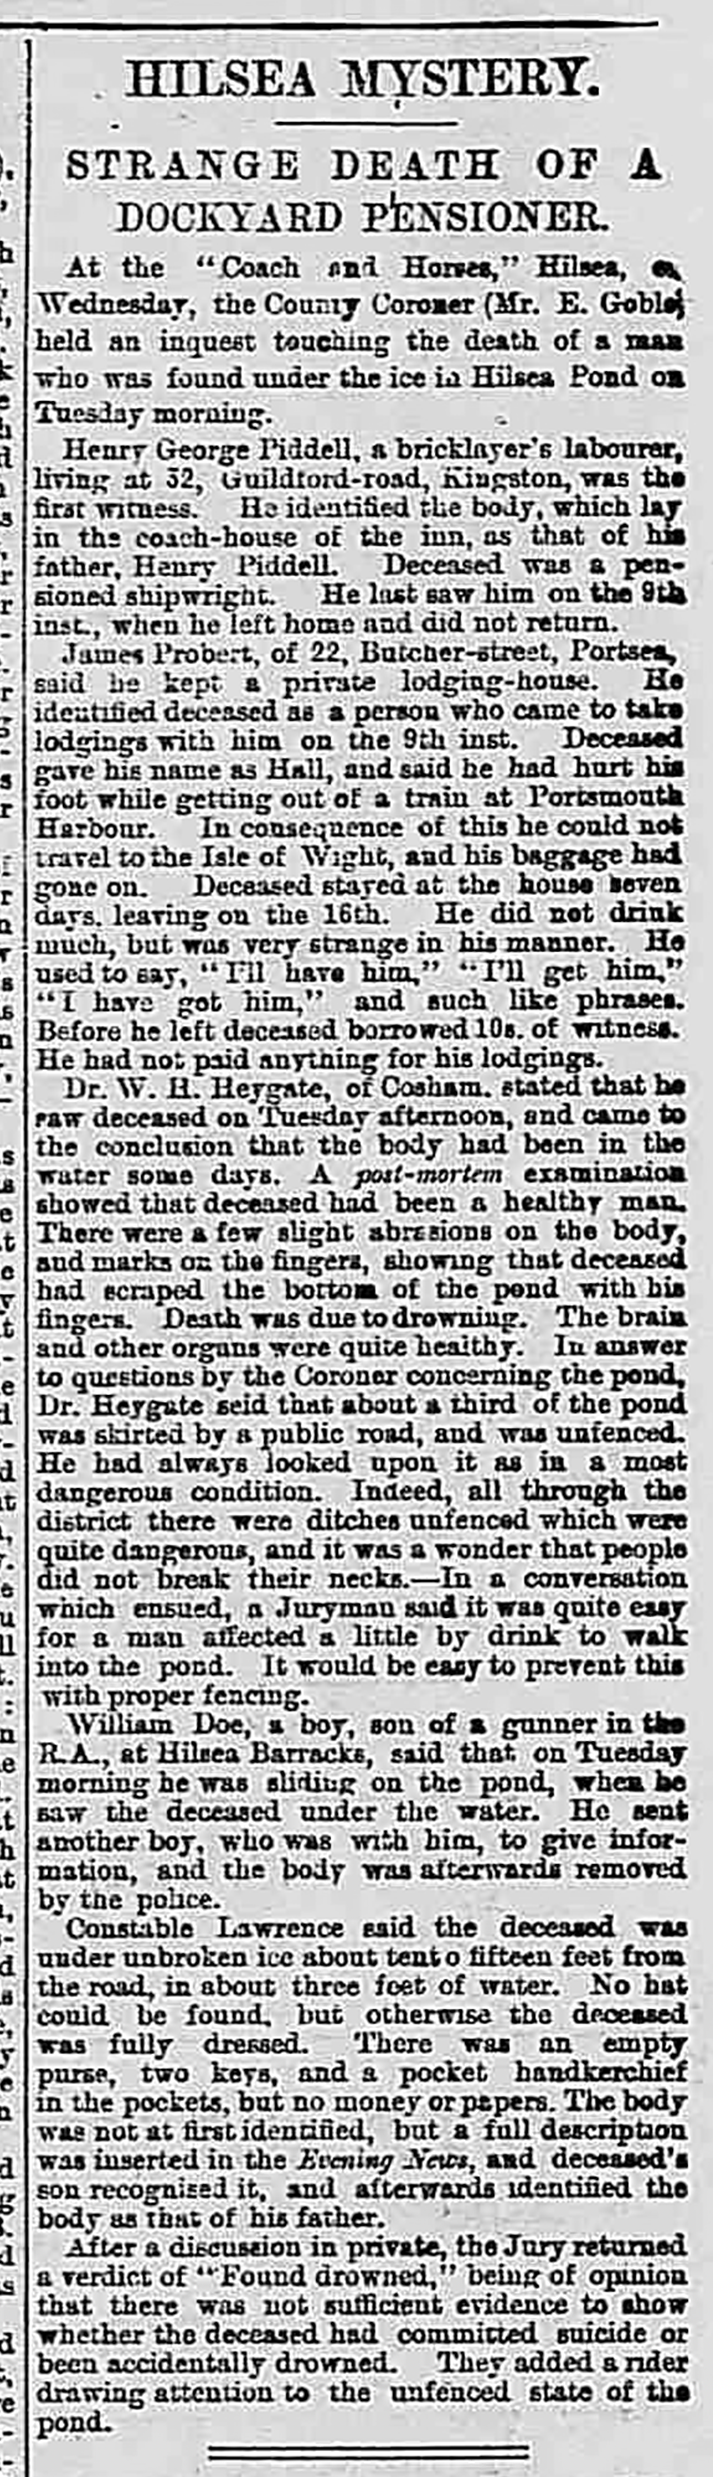 HILSEA MYSTERY.
STRANGE DEATH OF A
DOCKYARD PENSIONER.
At the "Coach and Horses," Hilsea, on
Wednesday, the County Coroner (Mr. E. Goble)
held an inquest touching the death of a man
who was found under the ice in Hilsea Pond on
Tuesday morning.
Henry George Piddell, a bricklayer's labourer,
living at 32, Guildford-road, Kingston, was the
first witness. He identified the body, which lay
in the coach-house of the inn, as that of his
father, Henry Piddell. Deceased was a pen-
sioned shipwright. He last saw him on the 9th
inst., when he left home and did not return.
James Probert, of 22, Butcher-street, Portsea,
said he kept a private lodging-house. He
identified deceased as a person who came to take
lodgings with him on the 9th inst. Deceased
gave his name as Hall, and said he had hurt his
foot while getting out of a train at Portsmouth
Harbour. In consequence of this he could not
travel to the Isle of Wight, and his baggage had
gone on. Deceased stayed at the house seven
days, leaving on the 16th. He did not drink
much, but was very strange in his manner. He
used to say, "I'll have him," "I'll get him,"
"I have got him," and such like phrases.
Before he left deceased borrowed 10s. of witness.
He had not paid anything for his lodgings.
Dr. W. H. Heygate, of Cosham, stated that he
saw deceased on Tuesday afternoon, and came to
the conclusion that the body had been in the
water some days. A post-mortem examination
showed that deceased had been a healthy man.
There were a few slight abrasions on the body,
and marks on the fingers, showing that deceased
had scraped the bottom of the pond with his
fingers. Death was due to drowning. The brain
and other organs were quite healthy. In answer
to questions by the Coroner concerning the pond,
Dr. Heygate said that about a third of the pond
was skirted by a public road, and was unfenced.
He had always looked upon it as in a most
dangerous condition. Indeed, all through the
district there were ditches unfenced which were
quite dangerous, and it was a wonder that people
did not break their necks.—In a conversation
which ensued, a Juryman said it was quite easy
for a man affected a little by drink to walk
into the pond. It would be easy to prevent this
with proper fencing.
William Doe, a boy, son of a gunner in the
R.A., at Hilsea Barracks, said that on Tuesday
morning he was sliding on the pond, when he
saw the deceased under the water. He sent
another boy, who was with him, to give infor-
mation, and the body was afterwards removed
by the police.
Constable Lawrence said the deceased was
under unbroken ice about ten to fifteen feet from
the road, in about three feet of water. No hat
could be found, but otherwise the deceased
was fully dressed. There was an empty
purse, two keys, and a pocket handkerchief
in the pockets, but no money or papers. The body
was not at first identified, but a full description
was inserted in the Evening News, and deceased's
son recognised it, and afterwards identified the
body as that of his father.
After a discussion in private, the Jury returned
a verdict of "Found drowned," being of opinion
that there was not sufficient evidence to show
whether the deceased had committed suicide or
been accidentally drowned. They added a rider
drawing attention to the unfenced state of the
pond.